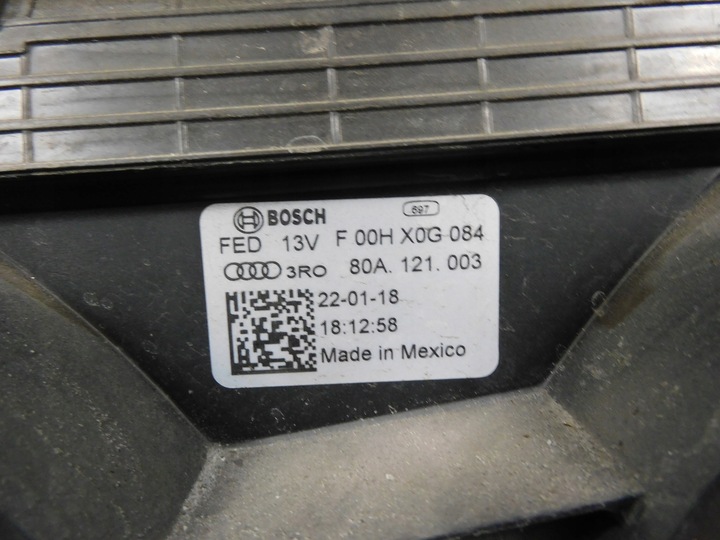 BOSCH 697
FED 13V F 00H X0G 084
3RO 80A. 121. 003
22-01-18
18:12:58
Made in Mexico